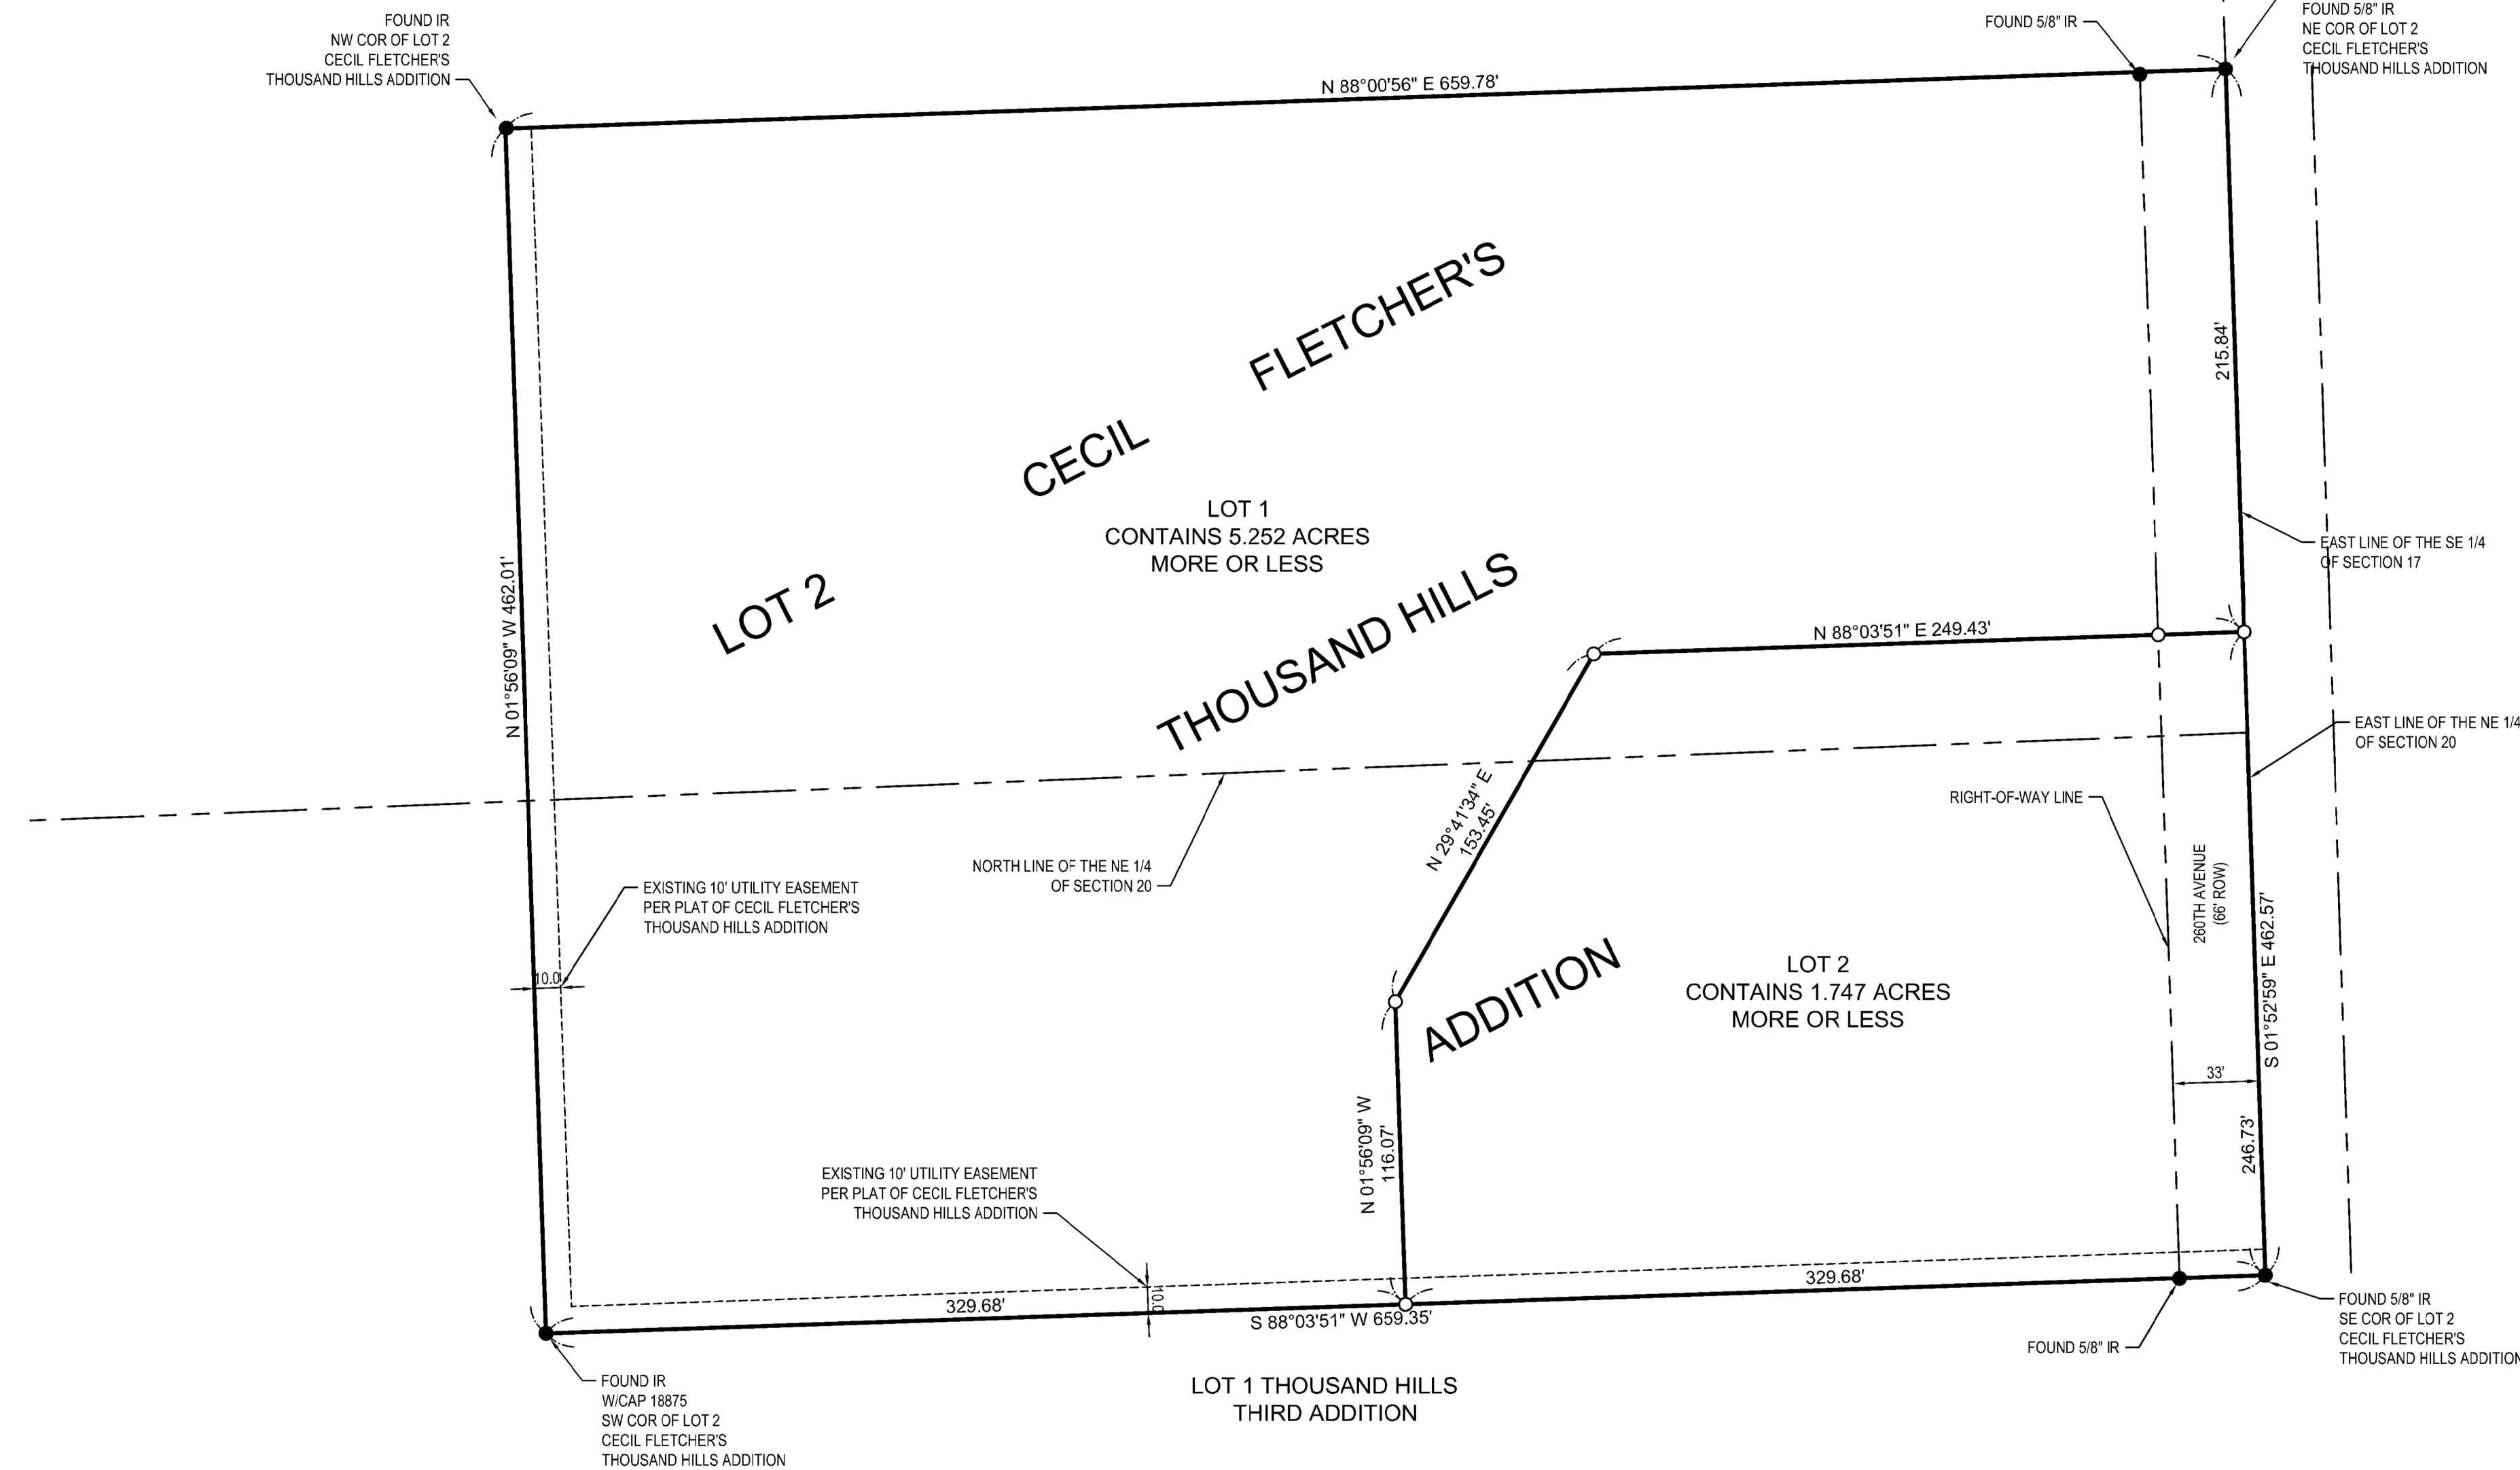 FOUND IR
NW COR OF LOT 2
CECIL FLETCHER'S
THOUSAND HILLS ADDITION
FOUND 5/8" IR
FOUND 5/8" IR
NE COR OF LOT 2
CECIL FLETCHER'S
THOUSAND HILLS ADDITION
N 88°00'56" E 659.78'
215.84'
LOT 2 CECIL FLETCHER'S
THOUSAND HILLS
ADDITION
LOT 1
CONTAINS 5.252 ACRES
MORE OR LESS
EAST LINE OF THE SE 1/4
OF SECTION 17
N 01°56'09" W 462.01'
N 88°03'51" E 249.43'
EAST LINE OF THE NE 1/4
OF SECTION 20
RIGHT-OF-WAY LINE
N 29°41'34" E
153.45'
NORTH LINE OF THE NE 1/4
OF SECTION 20
EXISTING 10' UTILITY EASEMENT
PER PLAT OF CECIL FLETCHER'S
THOUSAND HILLS ADDITION
260TH AVENUE
(66' ROW)
S 01°52'59" E 462.57'
10.0'
LOT 2
CONTAINS 1.747 ACRES
MORE OR LESS
33'
N 01°56'09" W
116.07'
246.73'
EXISTING 10' UTILITY EASEMENT
PER PLAT OF CECIL FLETCHER'S
THOUSAND HILLS ADDITION
10.0'
329.68'
329.68'
S 88°03'51" W 659.35'
FOUND 5/8" IR
FOUND 5/8" IR
SE COR OF LOT 2
CECIL FLETCHER'S
THOUSAND HILLS ADDITION
FOUND IR
W/CAP 18875
SW COR OF LOT 2
CECIL FLETCHER'S
THOUSAND HILLS ADDITION
LOT 1 THOUSAND HILLS
THIRD ADDITION